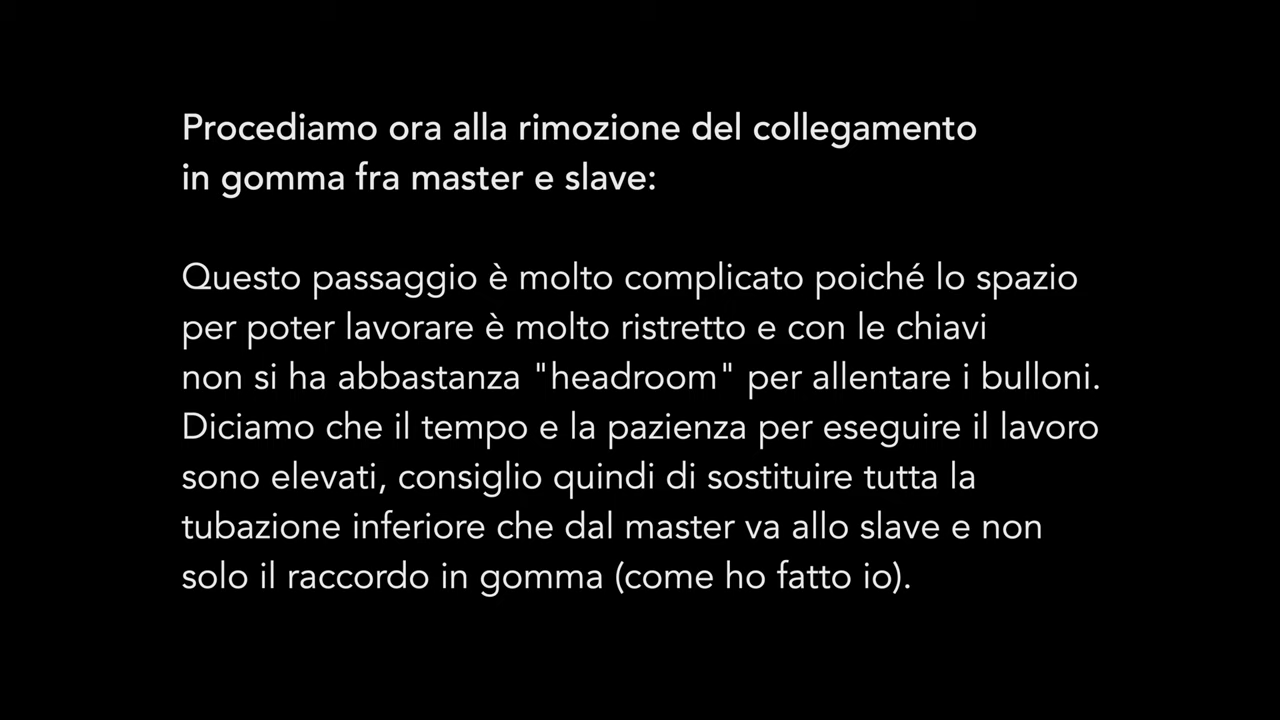 Procediamo ora alla rimozione del collegamento
in gomma fra master e slave:
Questo passaggio è molto complicato poiché lo spazio
per poter lavorare è molto ristretto e con le chiavi
non si ha abbastanza "headroom" per allentare i bulloni.
Diciamo che il tempo e la pazienza per eseguire il lavoro
sono elevati, consiglio quindi di sostituire tutta la
tubazione inferiore che dal master va allo slave e non
solo il raccordo in gomma (come ho fatto io).